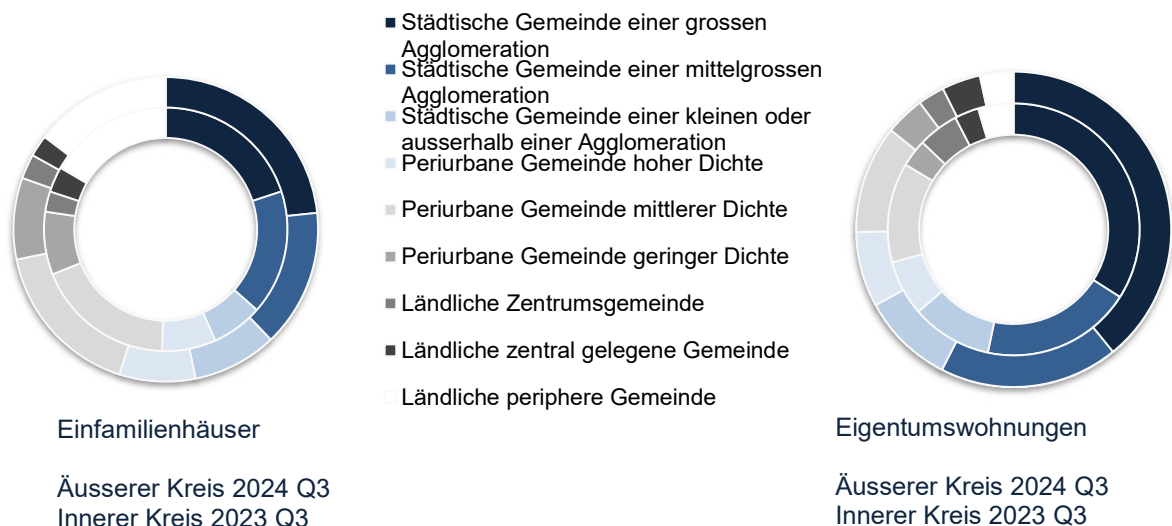 Städtische Gemeinde einer grossen
Agglomeration
Städtische Gemeinde einer mittelgrossen
Agglomeration
Städtische Gemeinde einer kleinen oder
ausserhalb einer Agglomeration
Periurbane Gemeinde hoher Dichte
Periurbane Gemeinde mittlerer Dichte
Periurbane Gemeinde geringer Dichte
Ländliche Zentrumsgemeinde
Ländliche zentral gelegene Gemeinde
Ländliche periphere Gemeinde
Einfamilienhäuser
Äusserer Kreis 2024 Q3
Innerer Kreis 2023 Q3
Eigentumswohnungen
Äusserer Kreis 2024 Q3
Innerer Kreis 2023 Q3